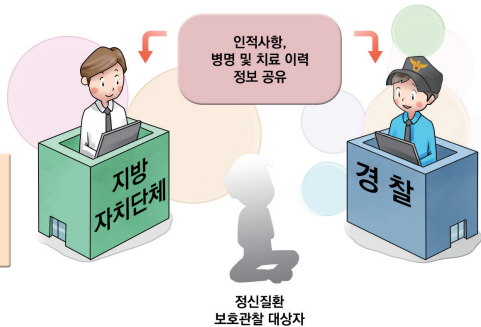 인적사항,
병명 및 치료 이력
정보 공유
지방
자치단체
경찰
정신질환
보호관찰 대상자